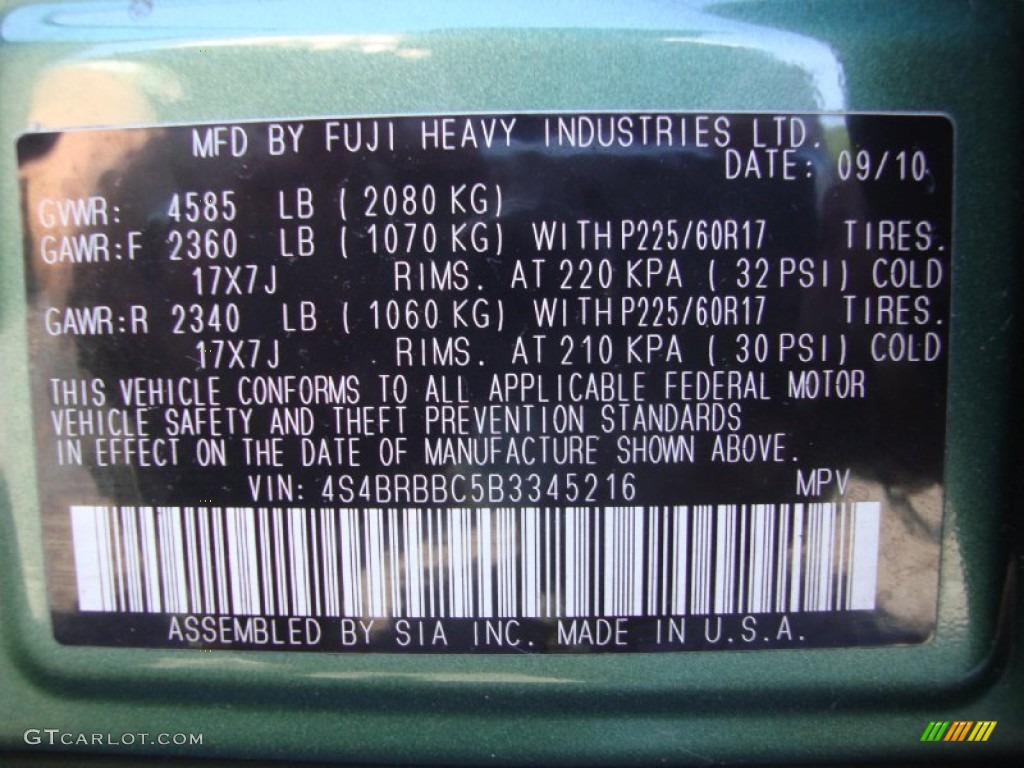 MFD BY FUJI HEAVY INDUSTRIES LTD.
DATE: 09/10
GVWR: 4585 LB ( 2080 KG)
GAWR:F 2360 LB ( 1070 KG) WITH P225/60R17 TIRES.
17X7J RIMS. AT 220 KPA ( 32 PSI) COLD
GAWR:R 2340 LB ( 1060 KG) WITH P225/60R17 TIRES.
17X7J RIMS. AT 210 KPA ( 30 PSI) COLD
THIS VEHICLE CONFORMS TO ALL APPLICABLE FEDERAL MOTOR
VEHICLE SAFETY AND THEFT PREVENTION STANDARDS
IN EFFECT ON THE DATE OF MANUFACTURE SHOWN ABOVE.
VIN: 4S4BRBBC5B3345216 MPV
ASSEMBLED BY SIA INC. MADE IN U.S.A.
GTCARLOT.COM